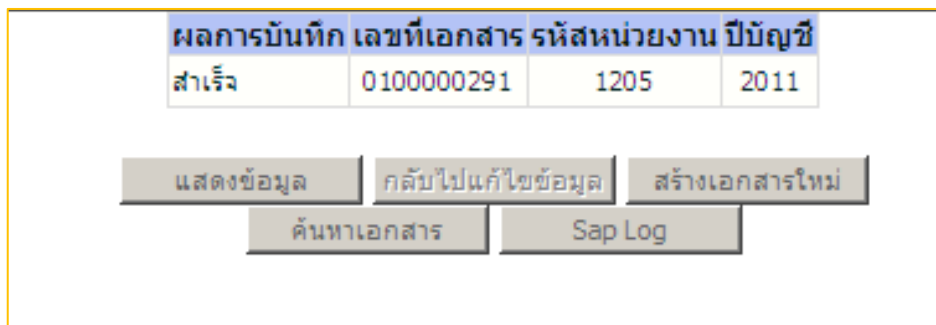 ผลการบันทึก เลขที่เอกสาร รหัสหน่วยงาน ปีบัญชี
สำเร็จ 0100000291 1205 2011
แสดงข้อมูล กลับไปแก้ไขข้อมูล สร้างเอกสารใหม่
ค้นหาเอกสาร Sap Log